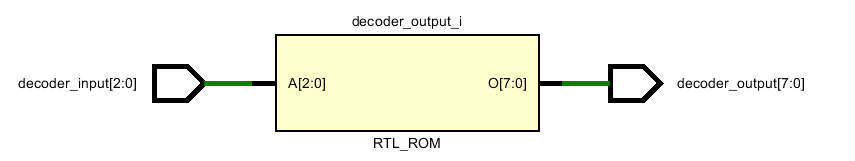 decoder_output_i
decoder_input[2:0]
A[2:0]
O[7:0]
decoder_output[7:0]
RTL_ROM